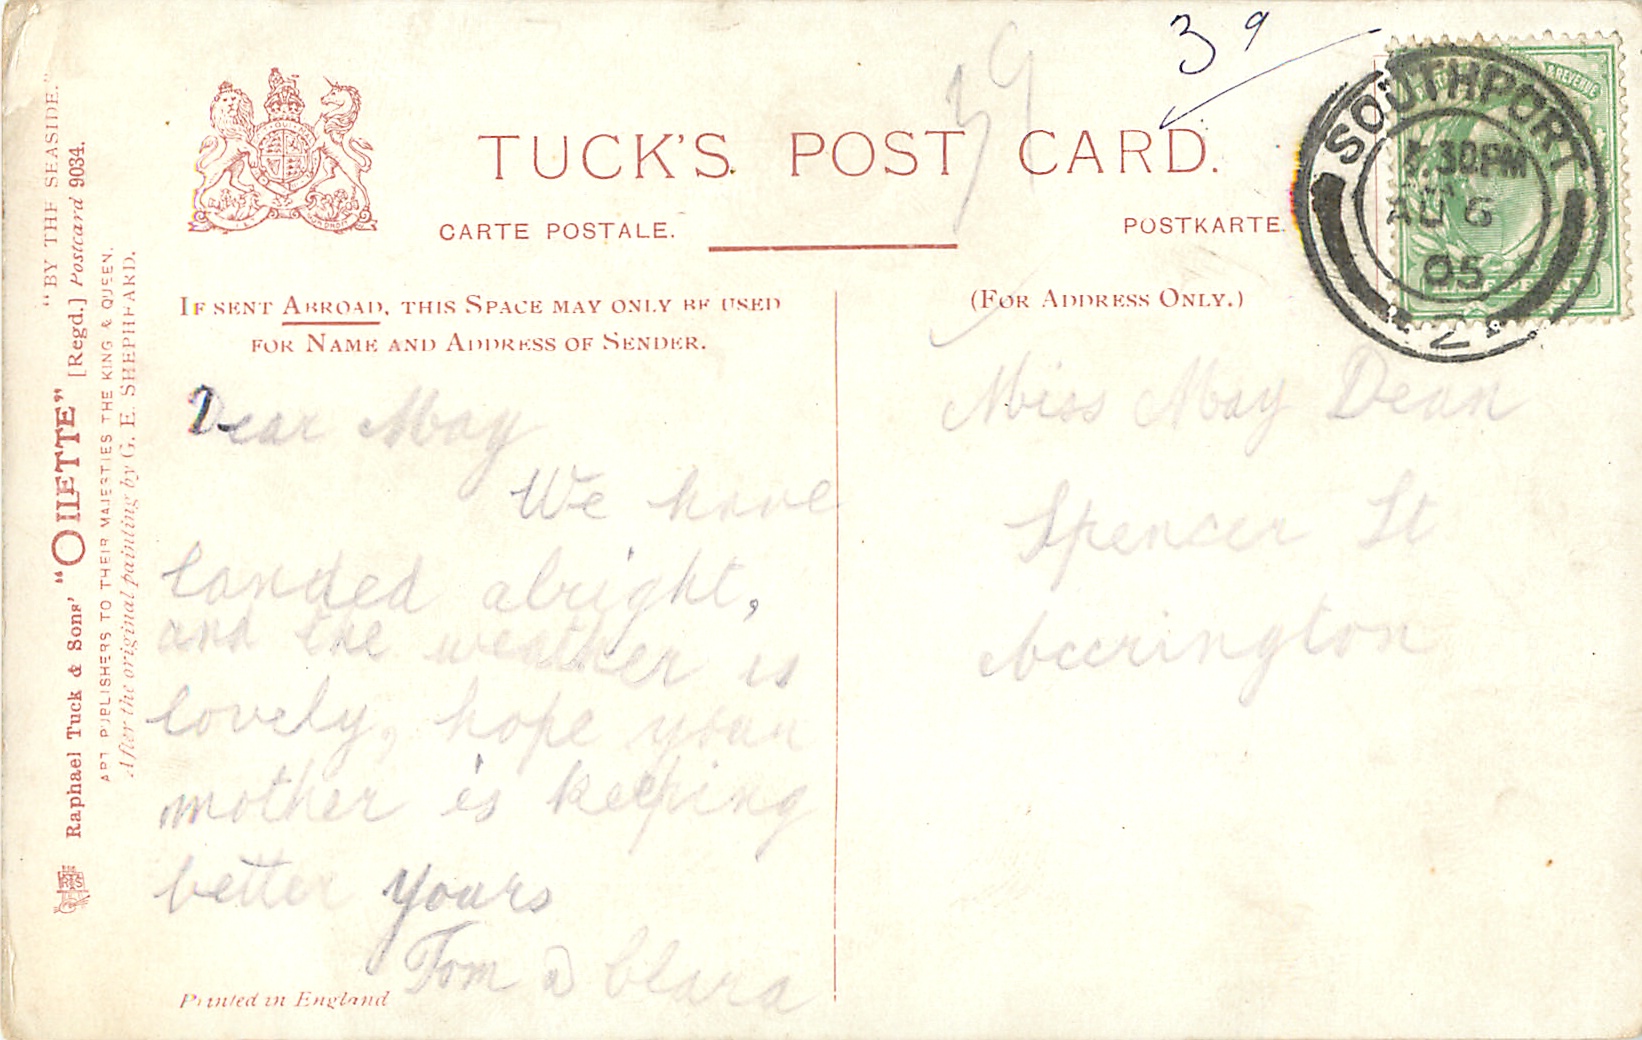 3 9
39
TUCK'S POST CARD.
CARTE POSTALE.
POSTKARTE.
IF SENT ABROAD, THIS SPACE MAY ONLY BE USED
FOR NAME AND ADDRESS OF SENDER.
(FOR ADDRESS ONLY.)
SOUTHPORT
.30PM
AU 6
05
& REVENUE
Dear May
We have
landed alright,
and the weather is
lovely, hope your
mother is keeping
better yours
Tom & Clara
Miss May Dean
Spencer St
Accrington
Printed in England
"BY THE SEASIDE."
Raphael Tuck & Sons' "OILETTE" [Regd.] Postcard 9034.
ART PUBLISHERS TO THEIR MAJESTIES THE KING & QUEEN.
After the original painting by G. E. SHEPHEARD.